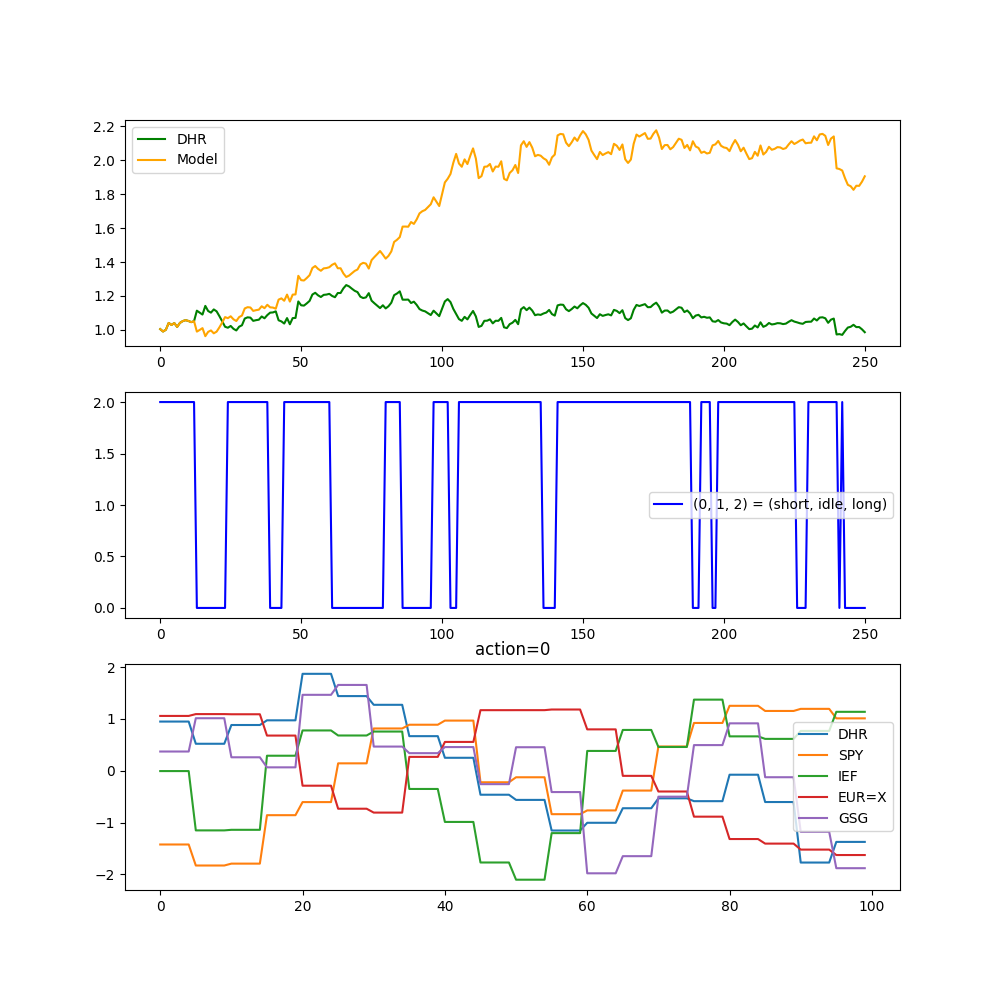 2.2
2.0
1.8
1.6
1.4
1.2
1.0
DHR
Model
0 50 100 150 200 250
2.0
1.5
1.0
0.5
0.0
(0, 1, 2) = (short, idle, long)
0 50 100 150 200 250
action=0
2
1
0
−1
−2
DHR
SPY
IEF
EUR=X
GSG
0 20 40 60 80 100